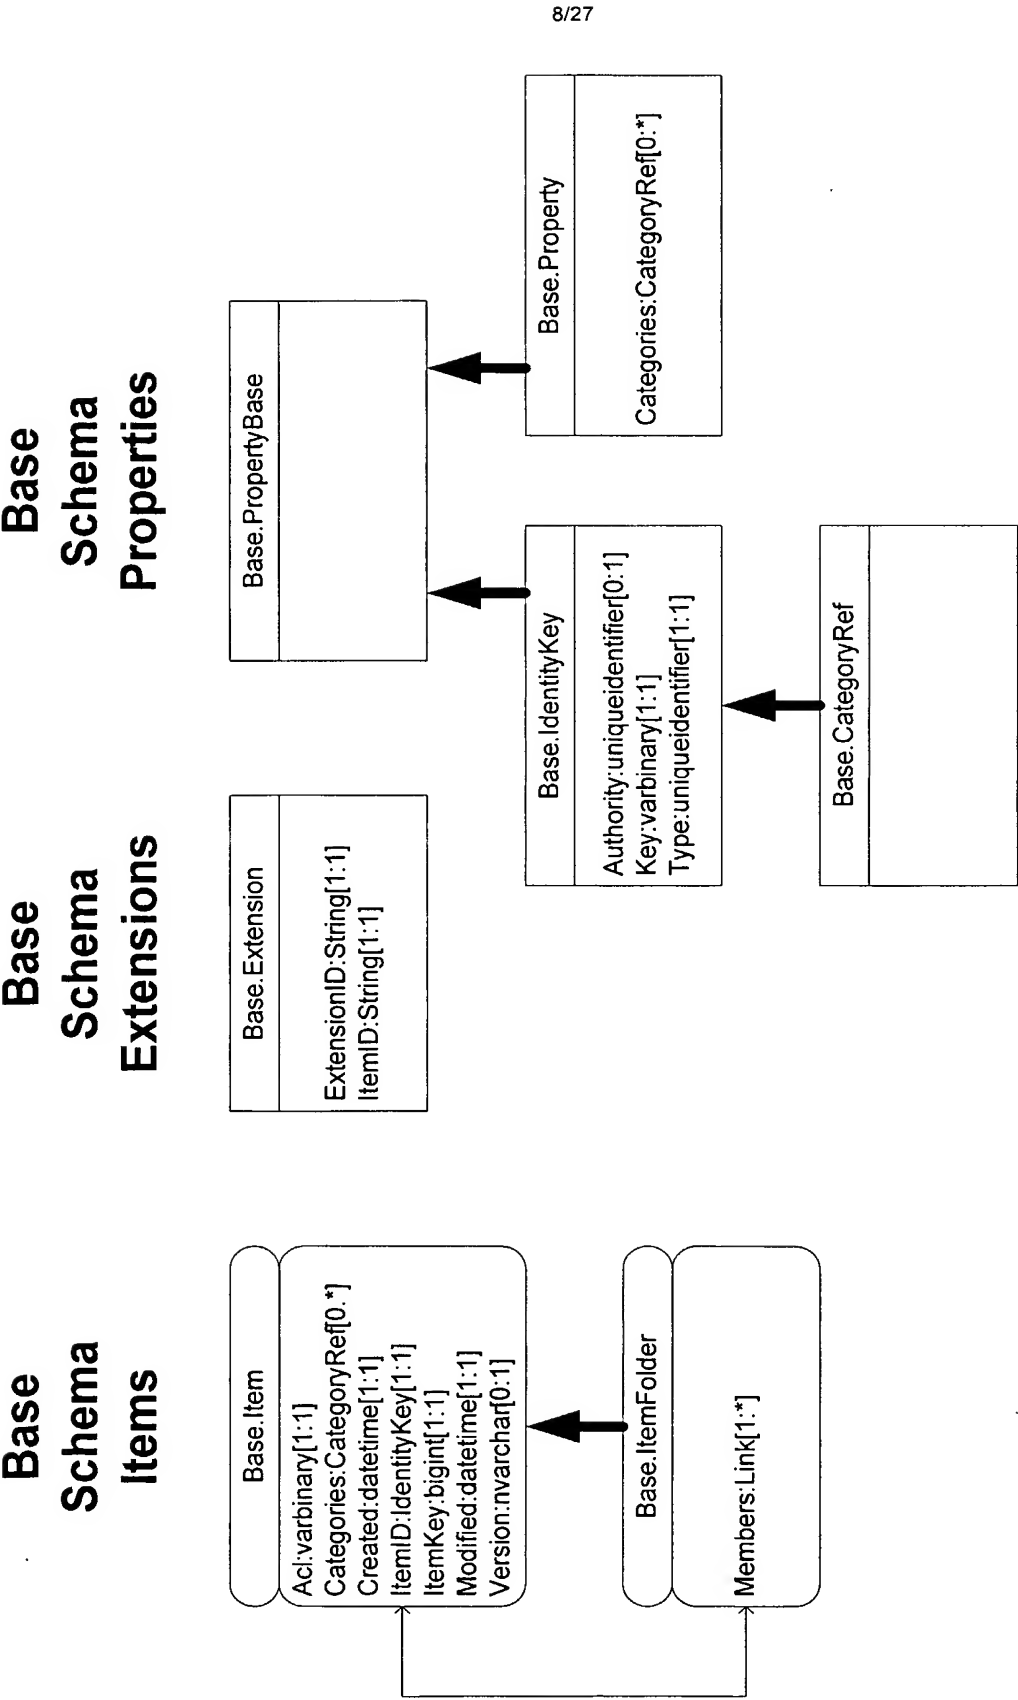 8/27
Base
Schema
Items
Base.Item
Acl:varbinary[1:1]
Categories:CategoryRef[0.*]
Created:datetime[1:1]
ItemID:IdentityKey[1:1]
ItemKey:bigint[1:1]
Modified:datetime[1:1]
Version:nvarchar[0:1]
Base.ItemFolder
Members:Link[1:*]
Base
Schema
Extensions
Base.Extension
ExtensionID:String[1:1]
ItemID:String[1:1]
Base
Schema
Properties
Base.PropertyBase
Base.IdentityKey
Authority:uniqueidentifier[0:1]
Key:varbinary[1:1]
Type:uniqueidentifier[1:1]
Base.Property
Categories:CategoryRef[0:*]
Base.CategoryRef